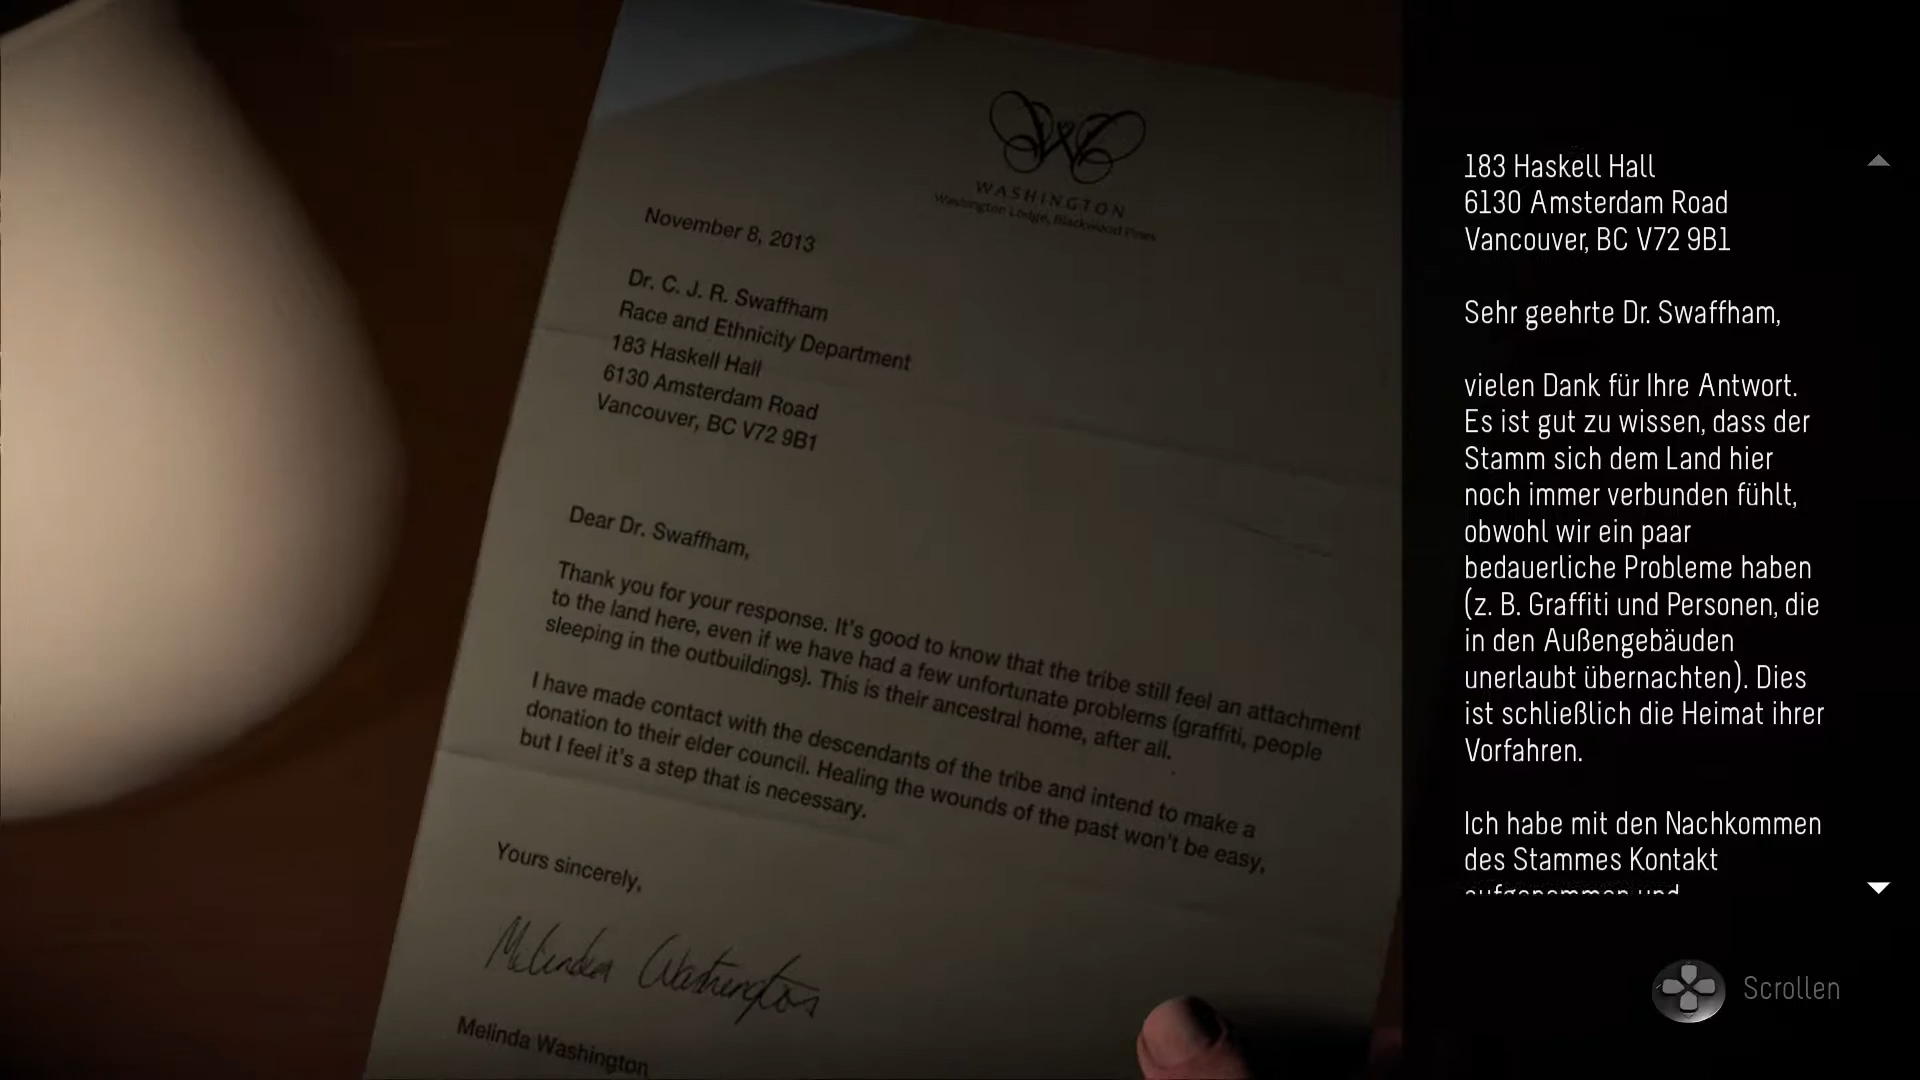 WASHINGTON
Washington Lodge, Blackwood Pines
November 8, 2013
Dr. C. J. R. Swaffham
Race and Ethnicity Department
183 Haskell Hall
6130 Amsterdam Road
Vancouver, BC V72 9B1
Dear Dr. Swaffham,
Thank you for your response. It's good to know that the tribe still feel an attachment
to the land here, even if we have had a few unfortunate problems (graffiti, people
sleeping in the outbuildings). This is their ancestral home, after all.
I have made contact with the descendants of the tribe and intend to make a
donation to their elder council. Healing the wounds of the past won't be easy,
but I feel it's a step that is necessary.
Yours sincerely,
Melinda Washington
Melinda Washington
183 Haskell Hall
6130 Amsterdam Road
Vancouver, BC V72 9B1
Sehr geehrte Dr. Swaffham,
vielen Dank für Ihre Antwort.
Es ist gut zu wissen, dass der
Stamm sich dem Land hier
noch immer verbunden fühlt,
obwohl wir ein paar
bedauerliche Probleme haben
(z. B. Graffiti und Personen, die
in den Außengebäuden
unerlaubt übernachten). Dies
ist schließlich die Heimat ihrer
Vorfahren.
Ich habe mit den Nachkommen
des Stammes Kontakt
aufgenommen und
Scrollen